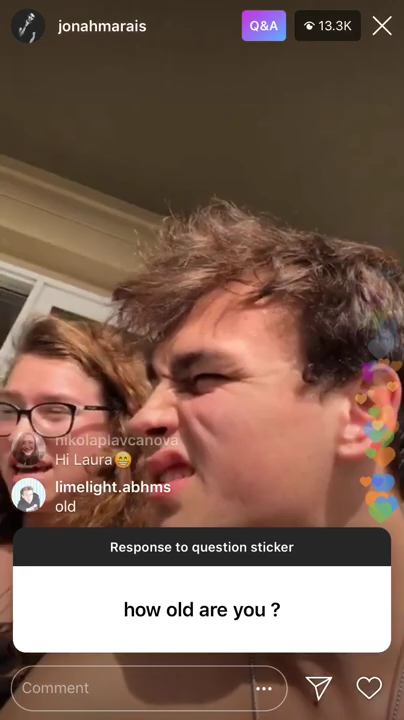 jonahmarais
Q&A
13.3K
nikolaplavcanova
Hi Laura😁
limelight.abhms
old
Response to question sticker
how old are you ?
Comment